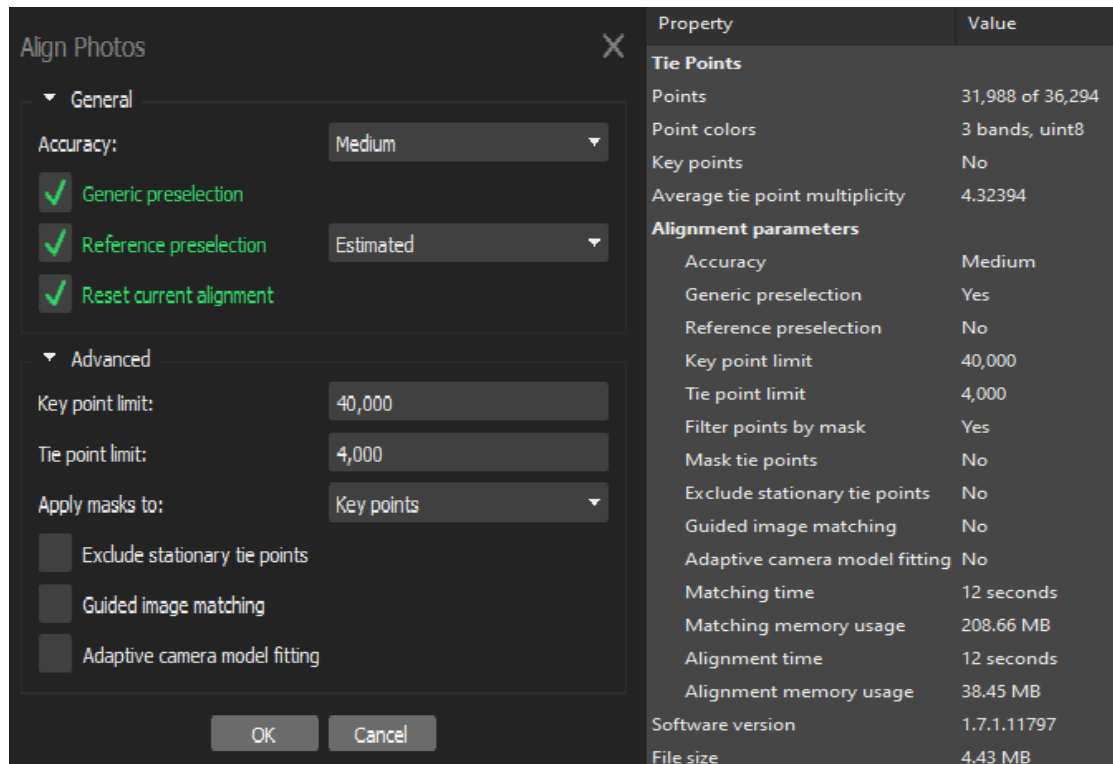 Align Photos
General
Accuracy: Medium
Generic preselection
Reference preselection Estimated
Reset current alignment
Advanced
Key point limit: 40,000
Tie point limit: 4,000
Apply masks to: Key points
Exclude stationary tie points
Guided image matching
Adaptive camera model fitting
OK Cancel
Property Value
Tie Points
Points 31,988 of 36,294
Point colors 3 bands, uint8
Key points No
Average tie point multiplicity 4.32394
Alignment parameters
Accuracy Medium
Generic preselection Yes
Reference preselection No
Key point limit 40,000
Tie point limit 4,000
Filter points by mask Yes
Mask tie points No
Exclude stationary tie points No
Guided image matching No
Adaptive camera model fitting No
Matching time 12 seconds
Matching memory usage 208.66 MB
Alignment time 12 seconds
Alignment memory usage 38.45 MB
Software version 1.7.1.11797
File size 4.43 MB